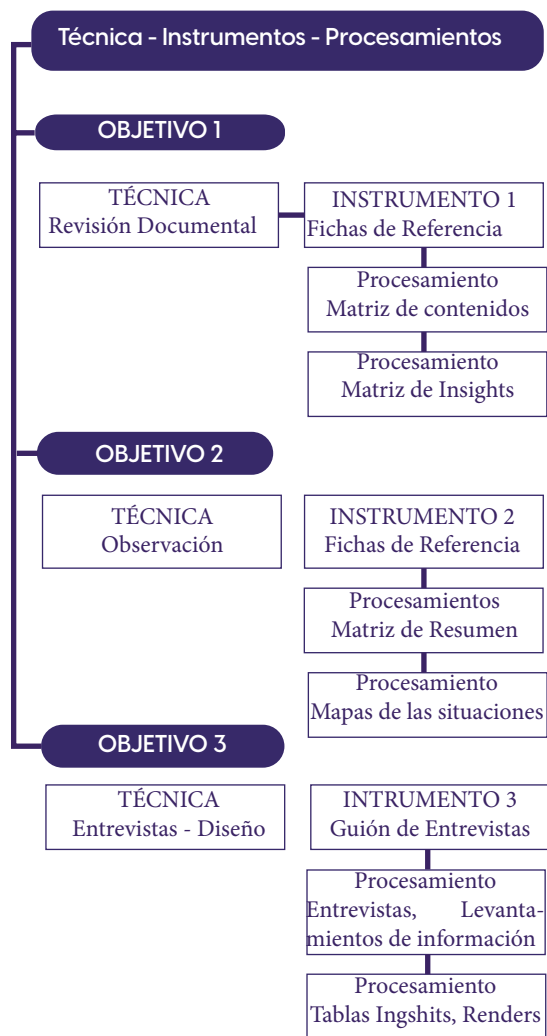 Técnica - Instrumentos - Procesamientos
OBJETIVO 1
TÉCNICA
Revisión Documental
INSTRUMENTO 1
Fichas de Referencia
Procesamiento
Matriz de contenidos
Procesamiento
Matriz de Insights
OBJETIVO 2
TÉCNICA
Observación
INSTRUMENTO 2
Fichas de Referencia
Procesamientos
Matriz de Resumen
Procesamiento
Mapas de las situaciones
OBJETIVO 3
TÉCNICA
Entrevistas - Diseño
INTRUMENTO 3
Guión de Entrevistas
Procesamiento
Entrevistas, Levanta-
mientos de información
Procesamiento
Tablas Ingshits, Renders